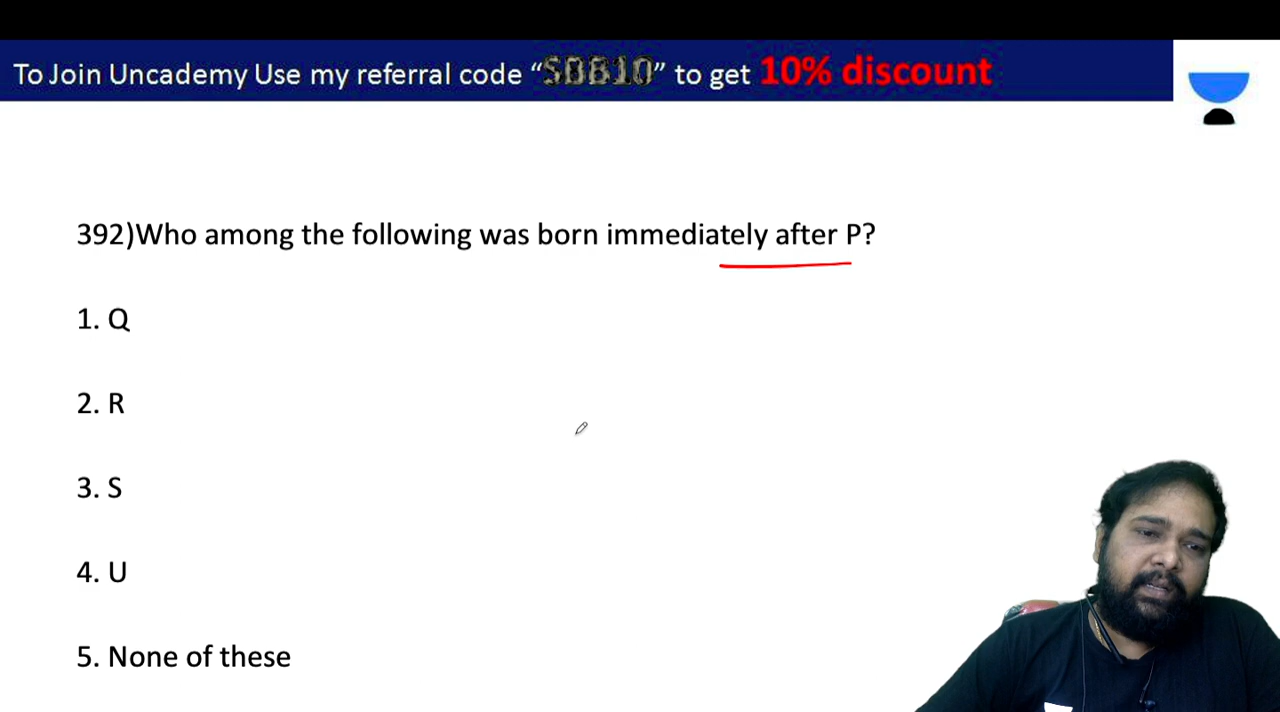 To Join Uncademy Use my referral code “SBB10” to get 10% discount
392)Who among the following was born immediately after P?
1. Q
2. R
3. S
4. U
5. None of these